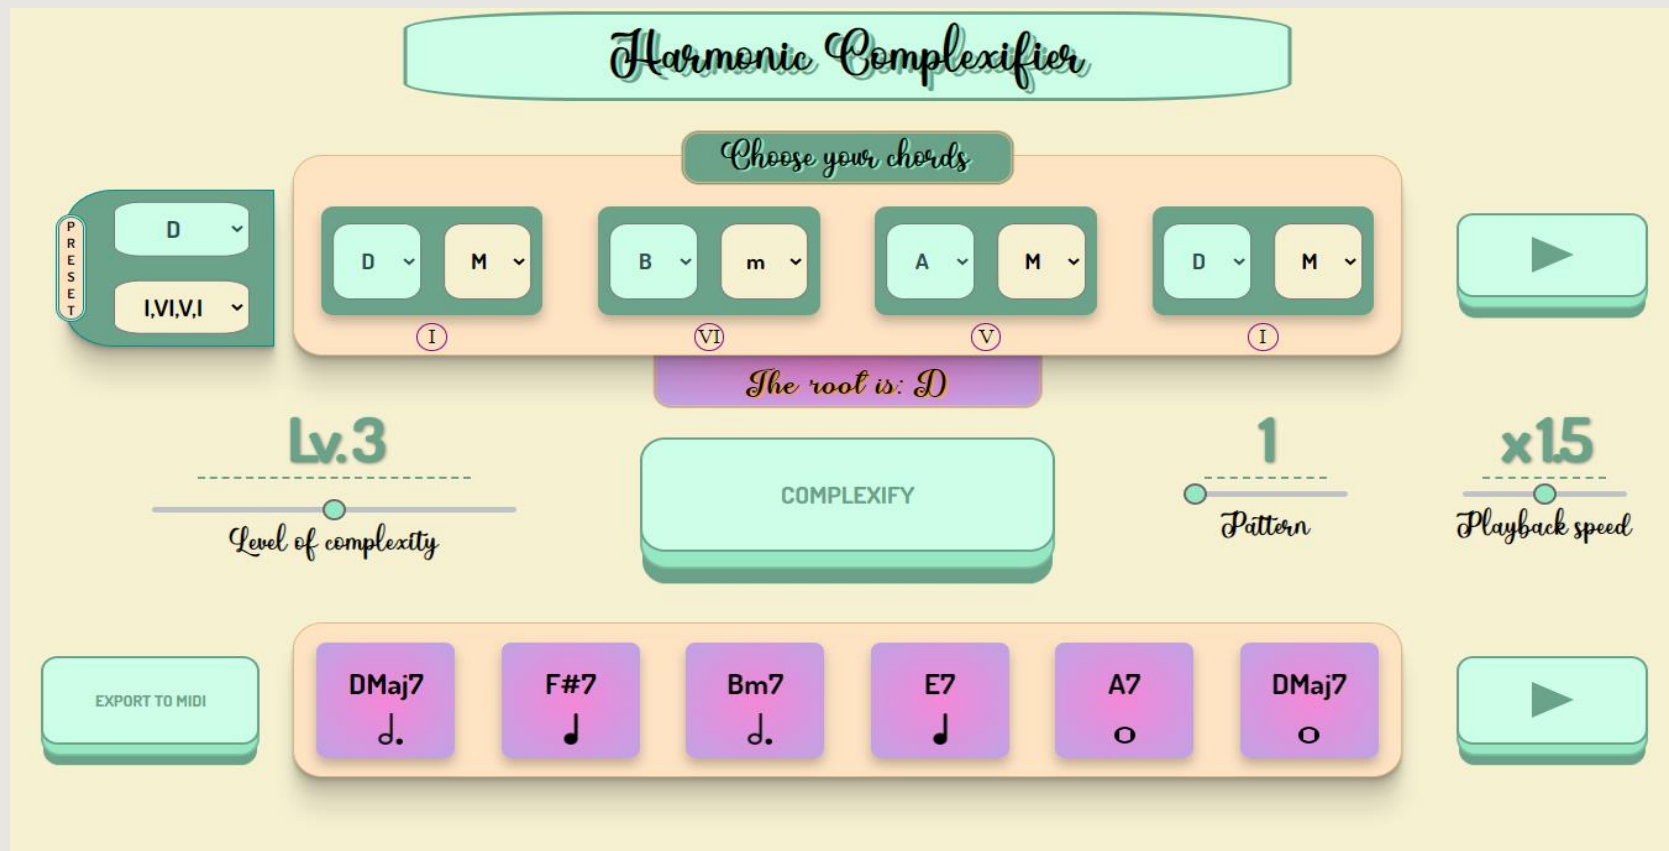 Harmonic Complexifier
Choose your chords
PRESET
D
I,VI,V,I
D M B m A M D M
I VI V I
The root is: D
Lv.3
Level of complexity
COMPLEXIFY
1
Pattern
x1.5
Playback speed
EXPORT TO MIDI
DMaj7 F#7 Bm7 E7 A7 DMaj7